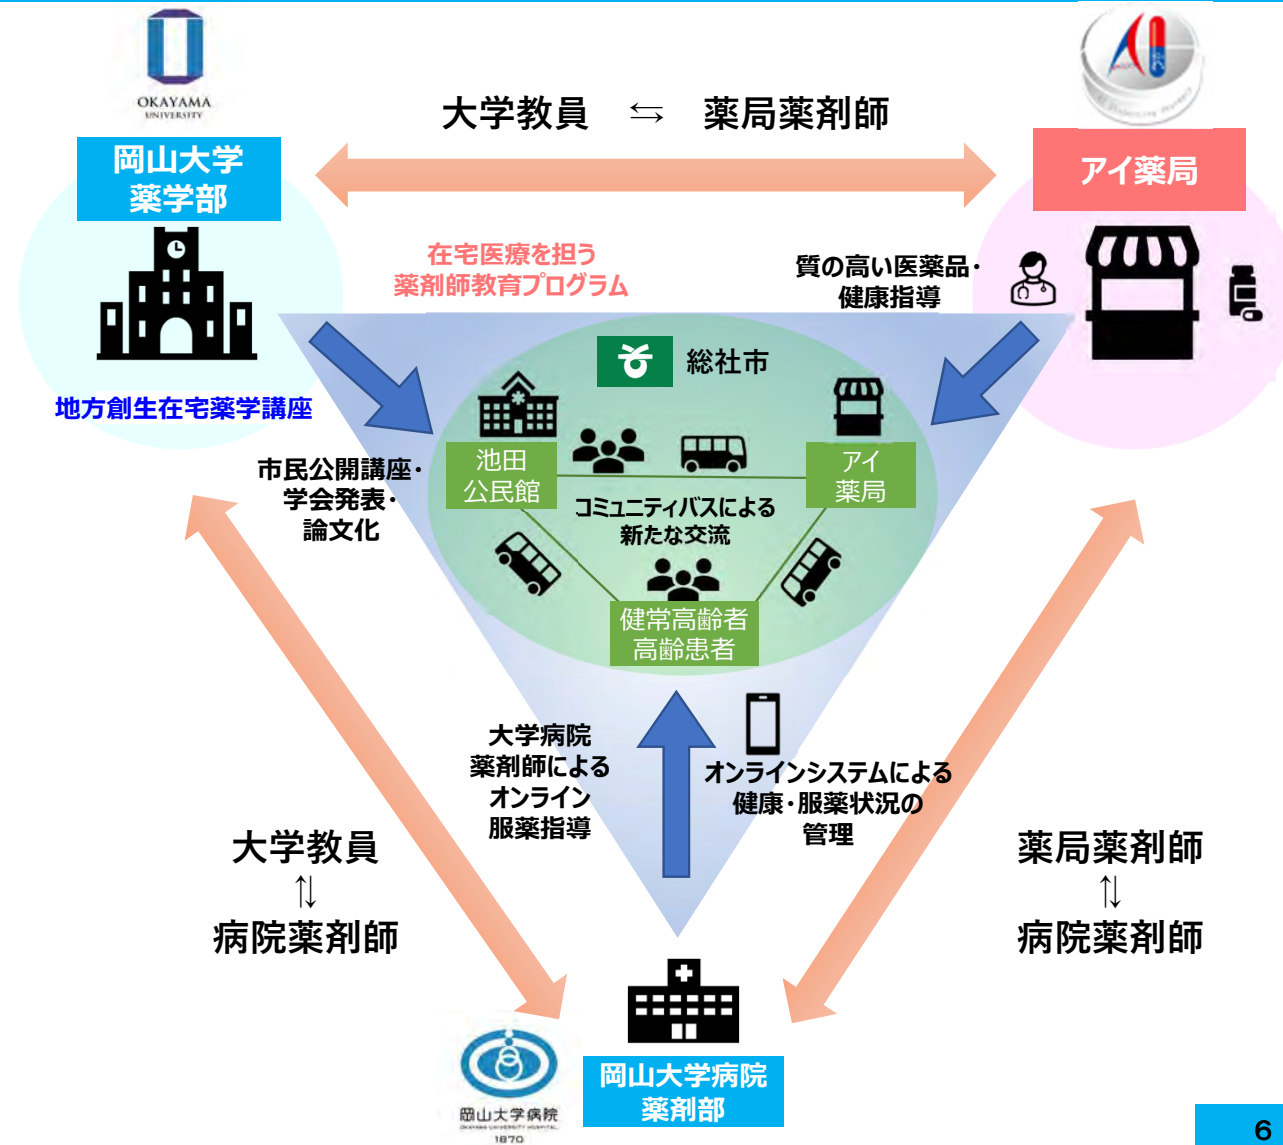 OKAYAMA
UNIVERSITY
大学教員 ⇆ 薬局薬剤師
岡山大学
薬学部
アイ薬局
在宅医療を担う
薬剤師教育プログラム
質の高い医薬品・
健康指導
地方創生在宅薬学講座
総社市
市民公開講座・
学会発表・
論文化
池田
公民館
アイ
薬局
コミュニティバスによる
新たな交流
健常高齢者
高齢患者
大学病院
薬剤師による
オンライン
服薬指導
オンラインシステムによる
健康・服薬状況の
管理
大学教員
⇅
病院薬剤師
薬局薬剤師
⇅
病院薬剤師
岡山大学病院
OKAYAMA UNIVERSITY HOSPITAL
1870
岡山大学病院
薬剤部
6